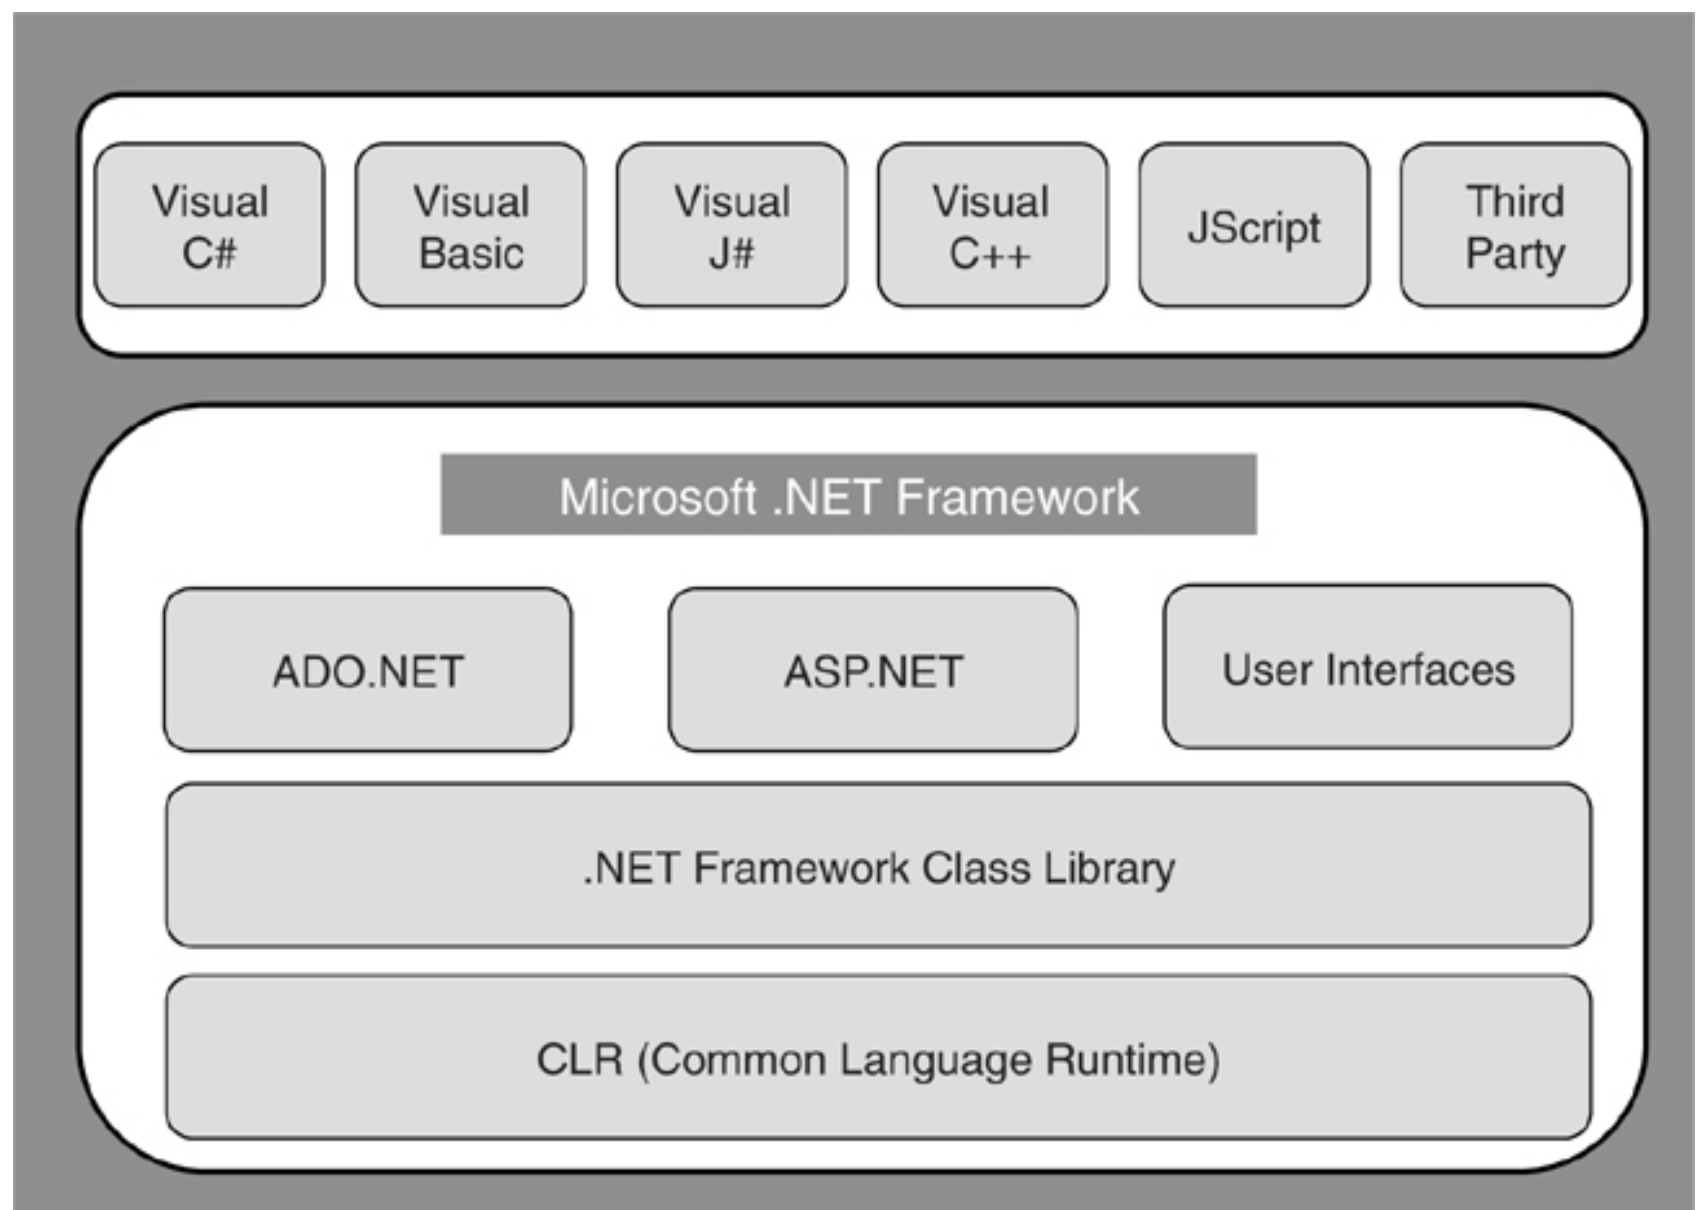 Visual
C#
Visual
Basic
Visual
J#
Visual
C++
JScript
Third
Party
Microsoft .NET Framework
ADO.NET
ASP.NET
User Interfaces
.NET Framework Class Library
CLR (Common Language Runtime)